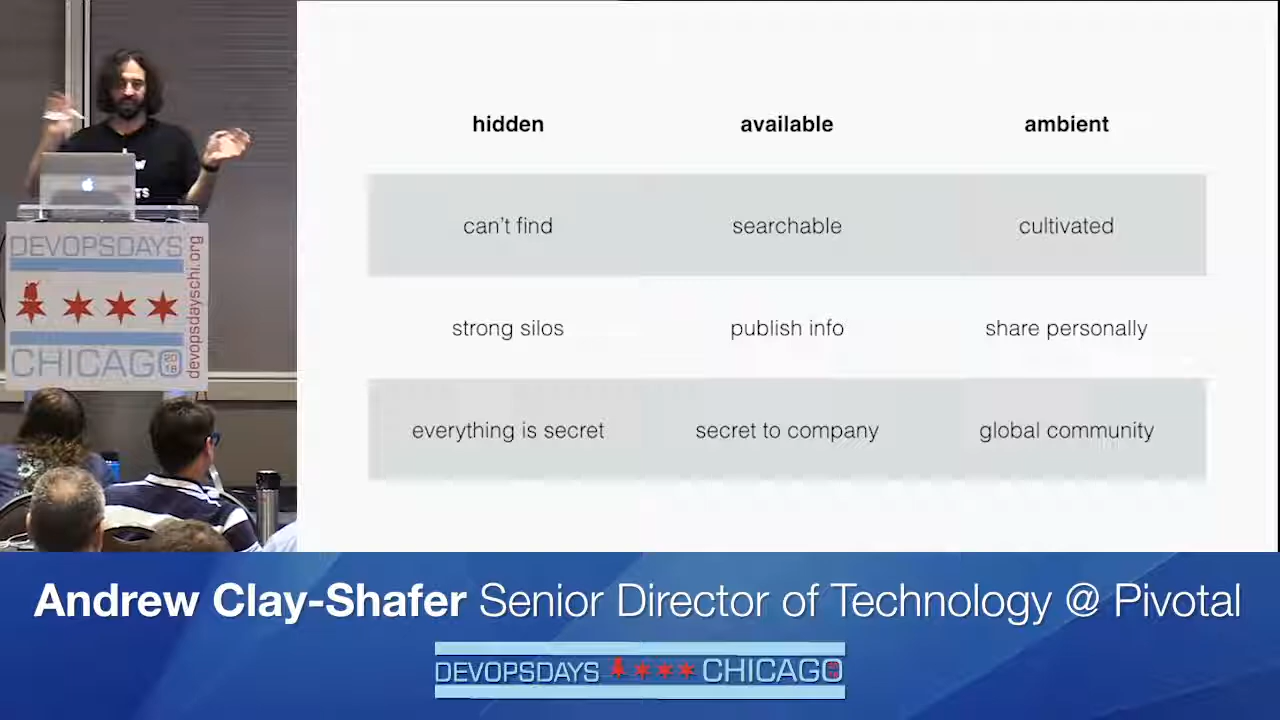 hidden available ambient
can't find searchable cultivated
strong silos publish info share personally
everything is secret secret to company global community
DEVOPSDAYS
CHICAGO
2018
devopsdayschi.org
Andrew Clay-Shafer Senior Director of Technology @ Pivotal
DEVOPSDAYS CHICAGO